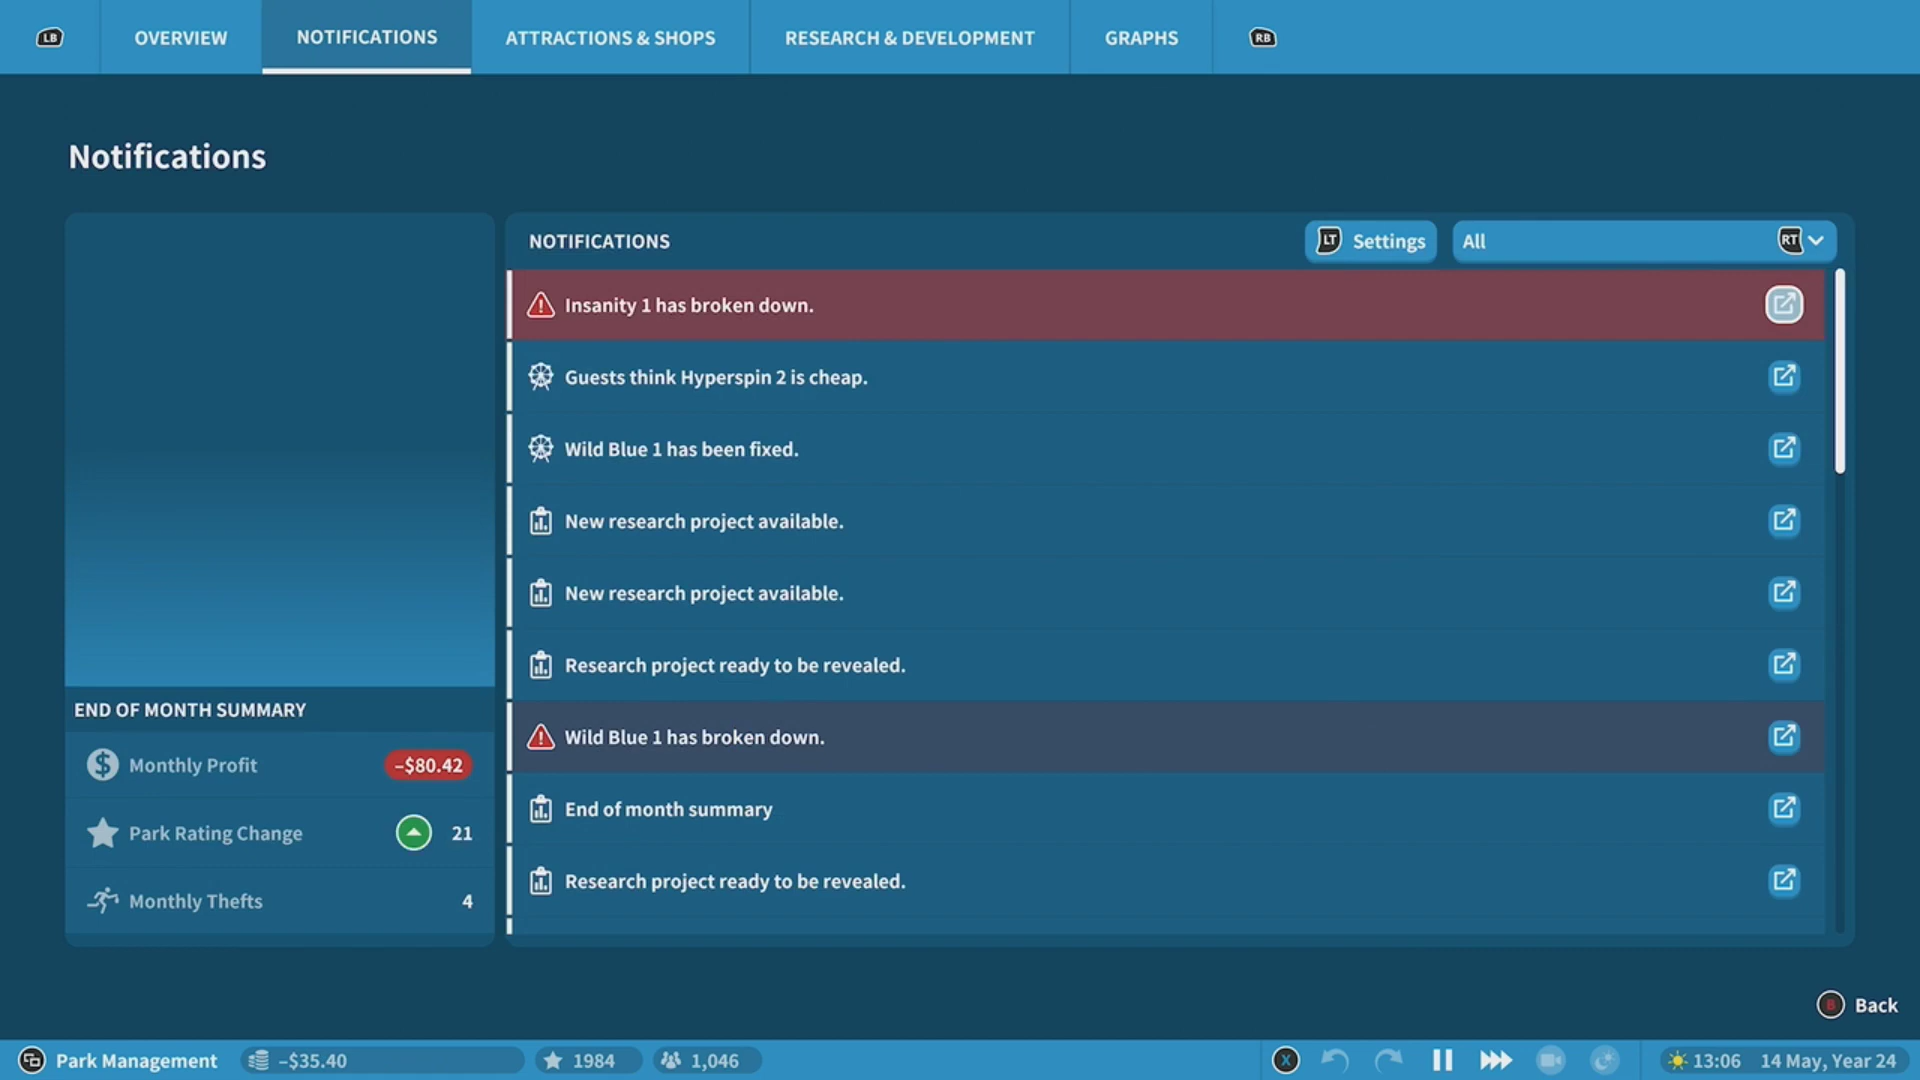 LB
OVERVIEW
NOTIFICATIONS
ATTRACTIONS & SHOPS
RESEARCH & DEVELOPMENT
GRAPHS
RB
Notifications
NOTIFICATIONS
LT Settings
All RT
Insanity 1 has broken down.
Guests think Hyperspin 2 is cheap.
Wild Blue 1 has been fixed.
New research project available.
New research project available.
Research project ready to be revealed.
Wild Blue 1 has broken down.
End of month summary
Research project ready to be revealed.
END OF MONTH SUMMARY
Monthly Profit –$80.42
Park Rating Change 21
Monthly Thefts 4
B Back
Park Management
–$35.40
1984
1,046
X
13:06 14 May, Year 24